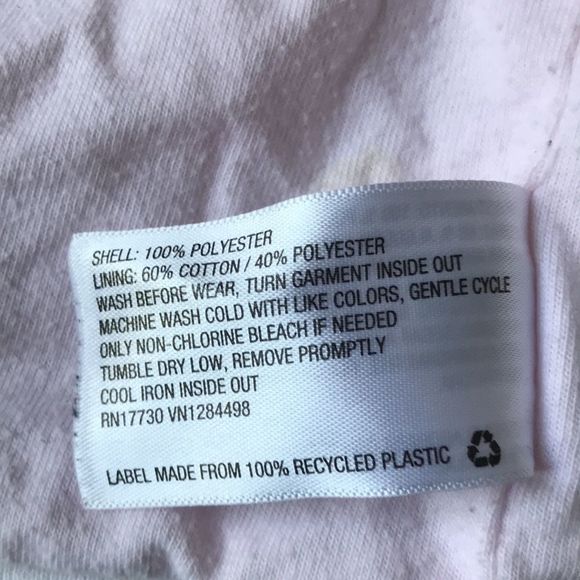 SHELL: 100% POLYESTER
LINING: 60% COTTON / 40% POLYESTER
WASH BEFORE WEAR, TURN GARMENT INSIDE OUT
MACHINE WASH COLD WITH LIKE COLORS, GENTLE CYCLE
ONLY NON-CHLORINE BLEACH IF NEEDED
TUMBLE DRY LOW, REMOVE PROMPTLY
COOL IRON INSIDE OUT
RN17730 VN1284498
LABEL MADE FROM 100% RECYCLED PLASTIC